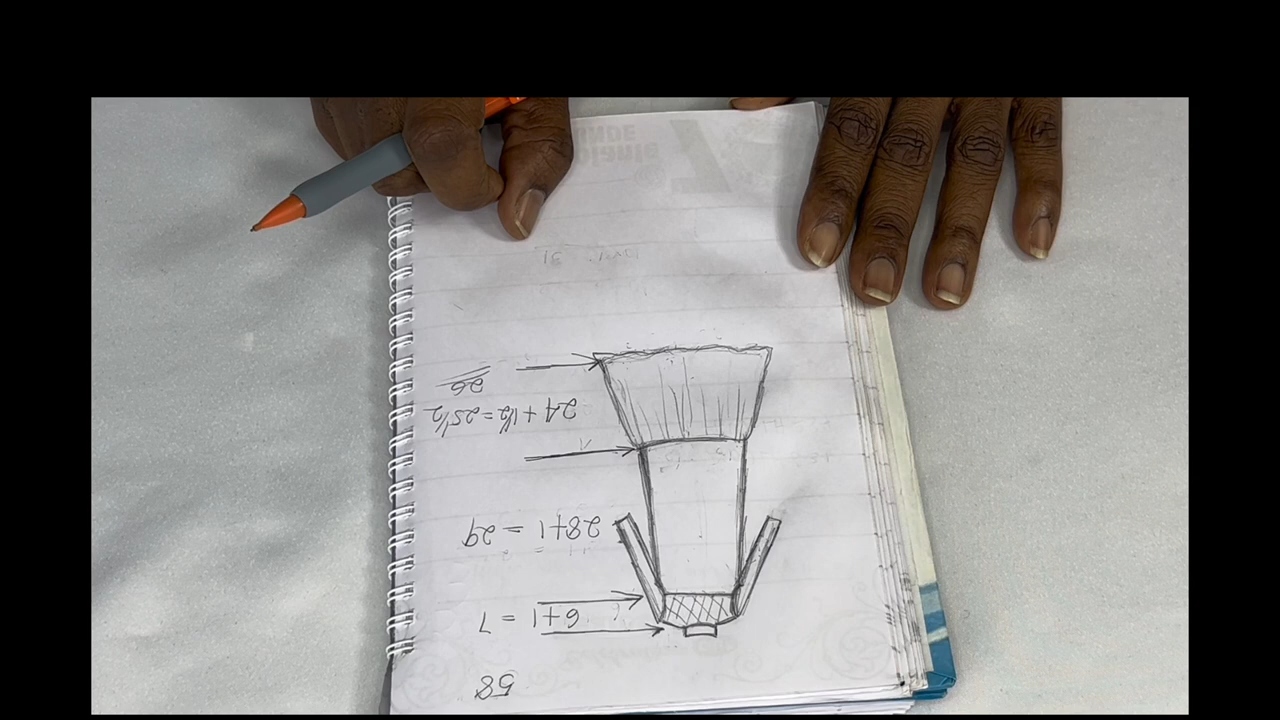 58
6+1 = 7
28+1 = 29
24+1½=25½
26